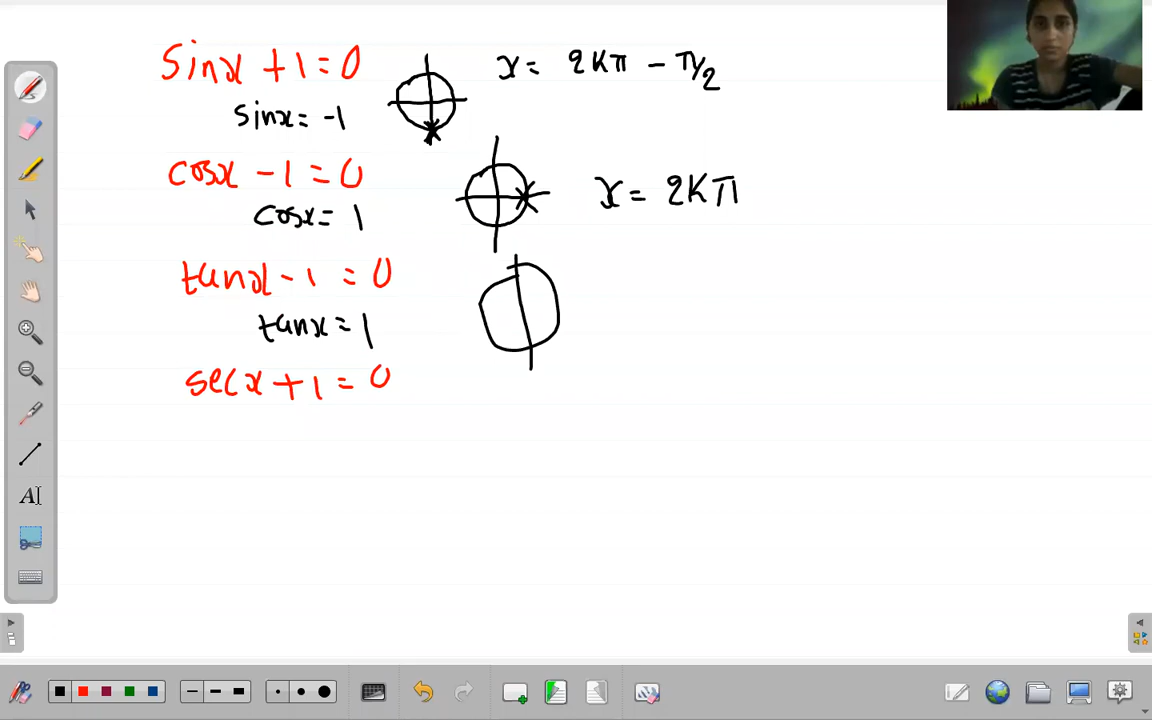 sinx + 1 = 0
x = 2Kπ - π/2
sinx = -1
cosx - 1 = 0
x = 2Kπ
cosx = 1
tanx - 1 = 0
tanx = 1
secx + 1 = 0